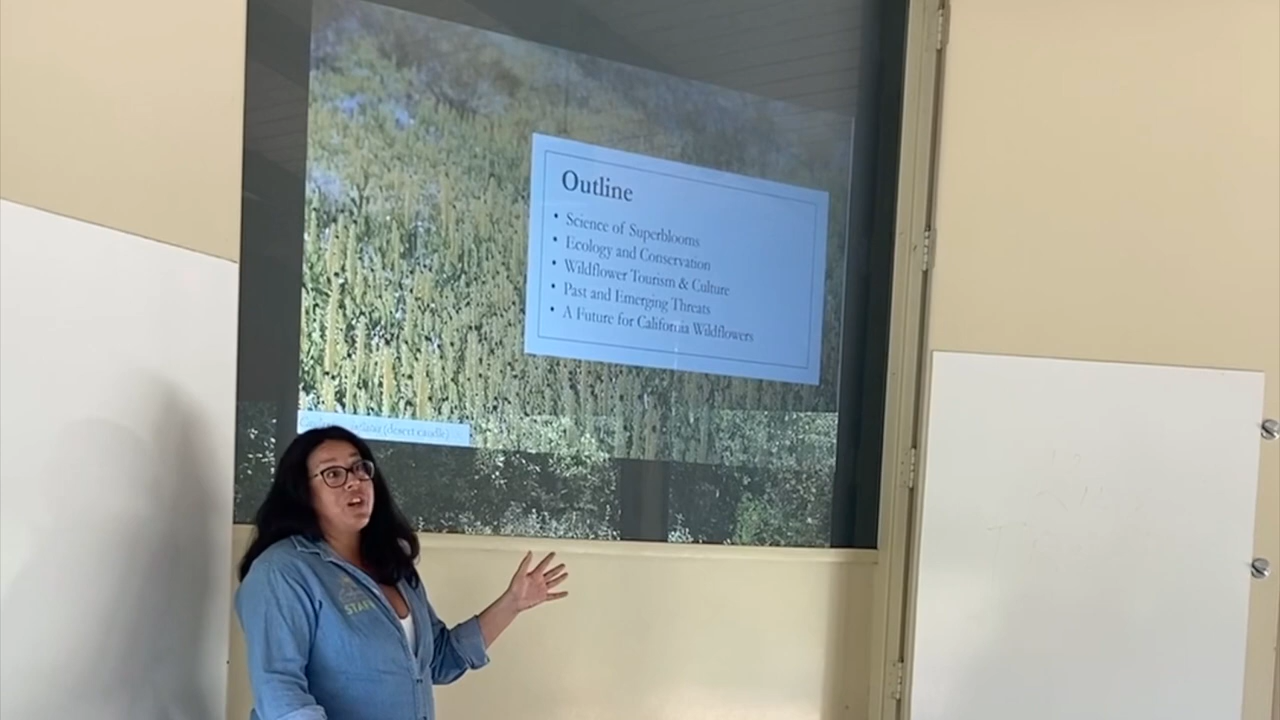 Outline
• Science of Superblooms
• Ecology and Conservation
• Wildflower Tourism & Culture
• Past and Emerging Threats
• A Future for California Wildflowers
(desert candle)
STAFF